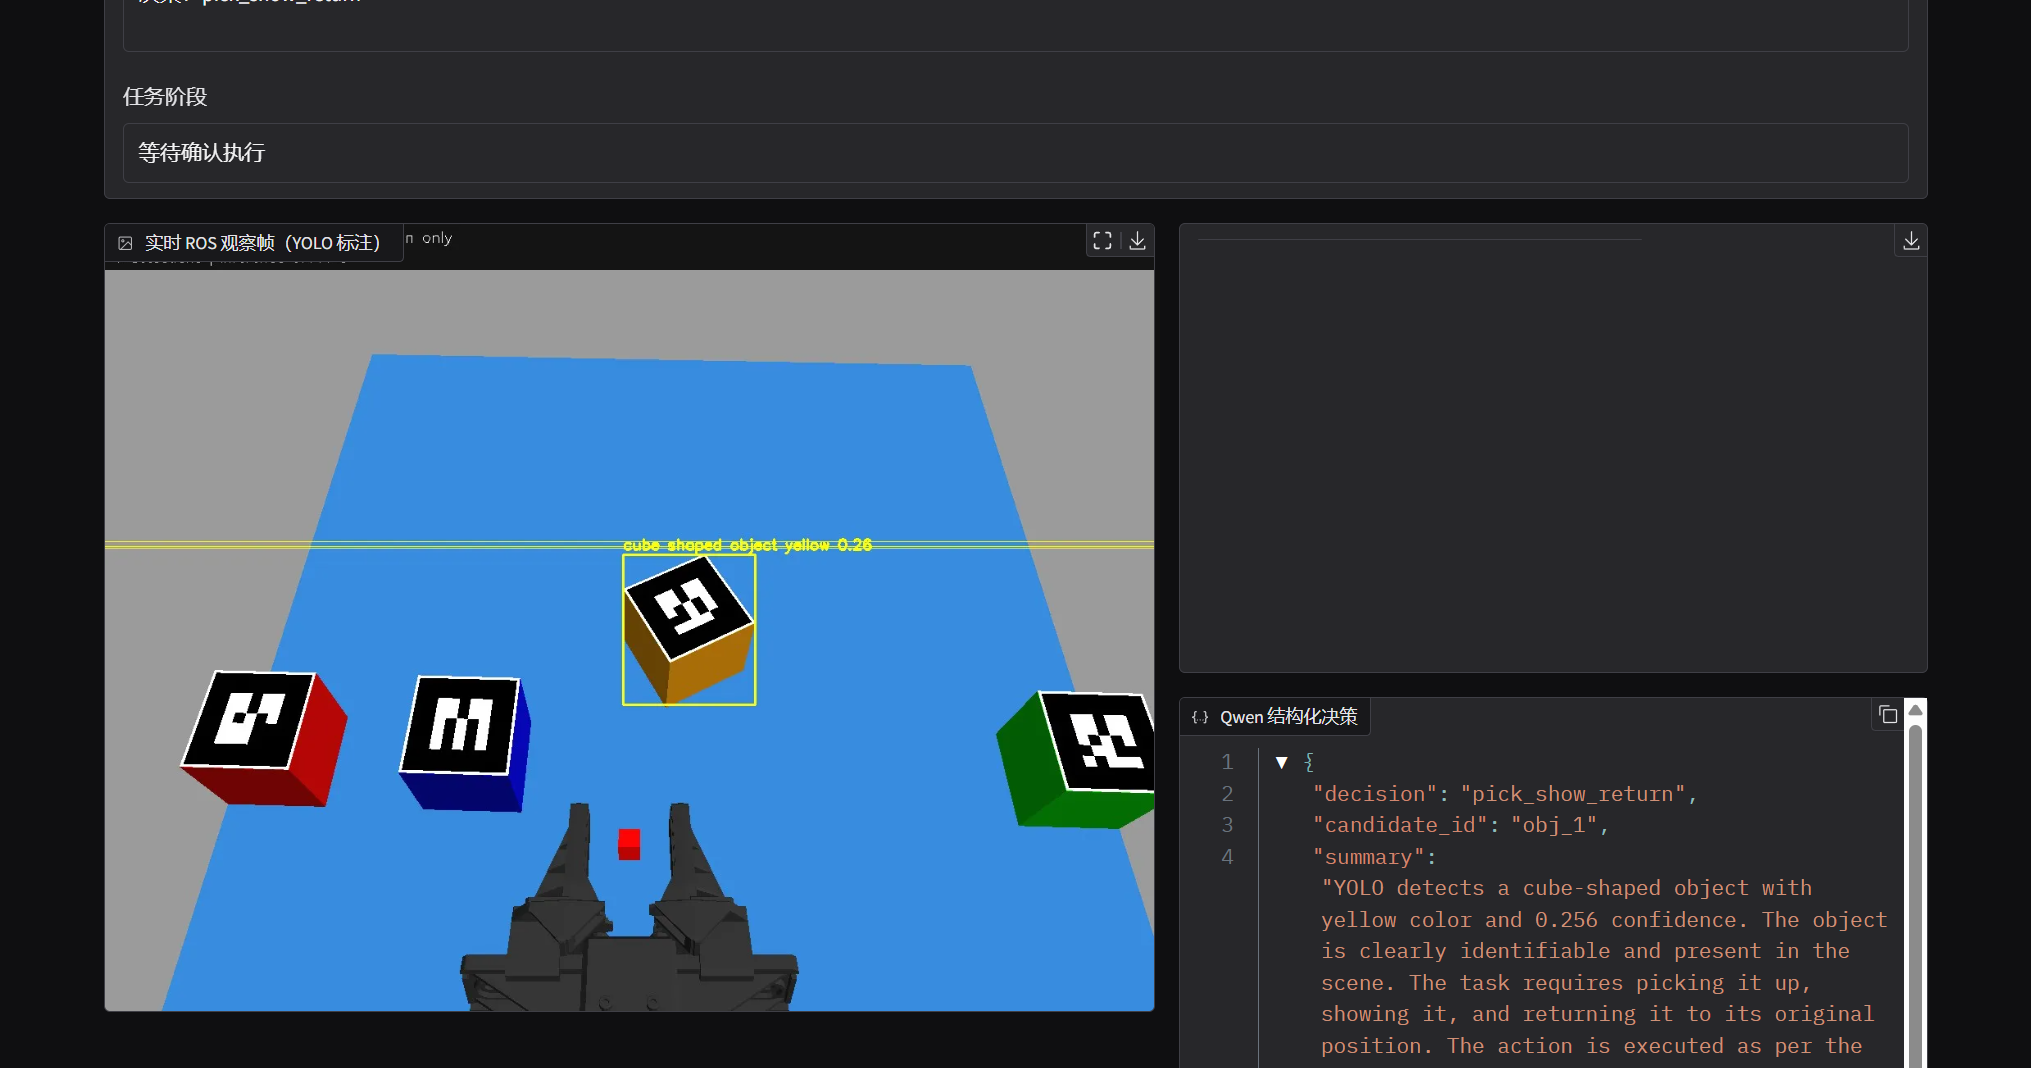 决策: pick_show_return
任务阶段
等待确认执行
实时 ROS 观察帧（YOLO 标注）
only
cube shaped object yellow 0.26
Qwen 结构化决策
1 {
2 "decision": "pick_show_return",
3 "candidate_id": "obj_1",
4 "summary":
"YOLO detects a cube-shaped object with
yellow color and 0.256 confidence. The object
is clearly identifiable and present in the
scene. The task requires picking it up,
showing it, and returning it to its original
position. The action is executed as per the